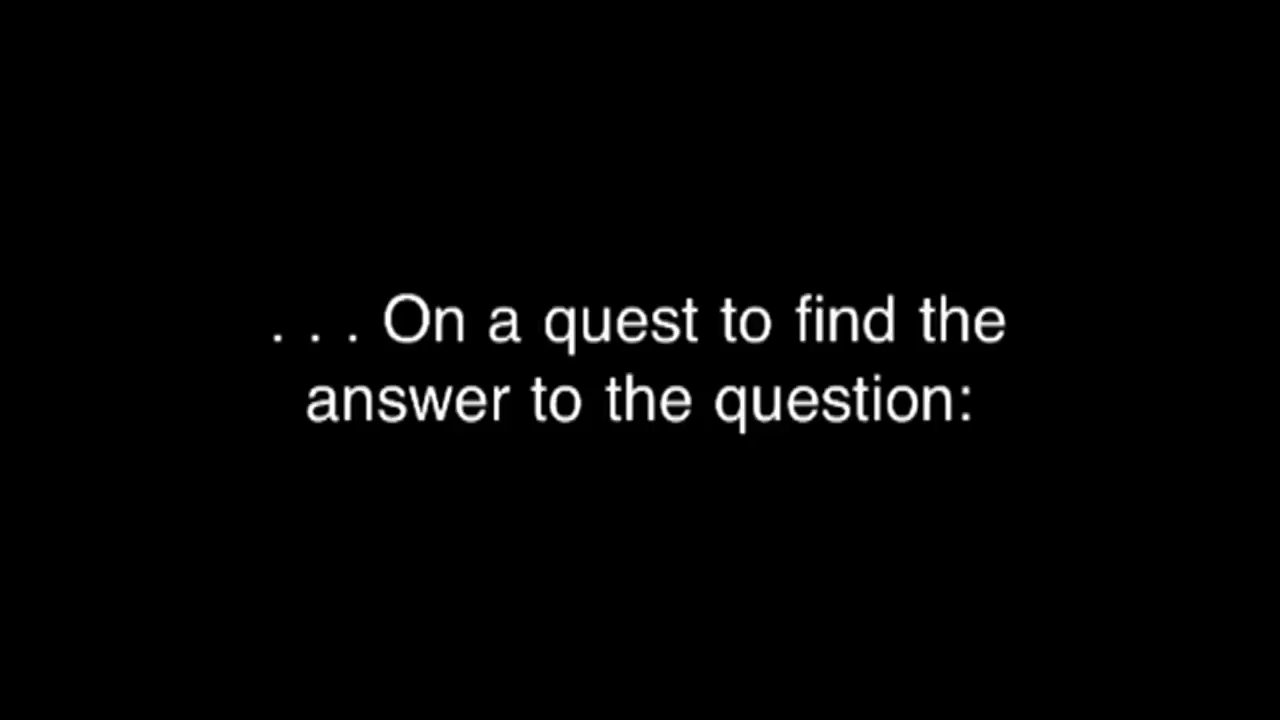 . . . On a quest to find the
answer to the question: